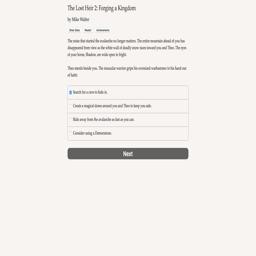 The Lost Heir 2: Forging a Kingdom
by Mike Walter
Show Stats Restart Achievements
The noise that started the avalanche no longer matters. The entire mountain ahead of you has
disappeared from view as the white wall of deadly snow races toward you and Theo. The eyes
of your horse, Shadow, are wide open in fright.
Theo stands beside you. The muscular warrior grips his oversized warhammer in his hand out
of habit.
Search for a cave to hide in.
Create a magical dome around you and Theo to keep you safe.
Ride away from the avalanche as fast as you can.
Consider using a Demonstone.
Next